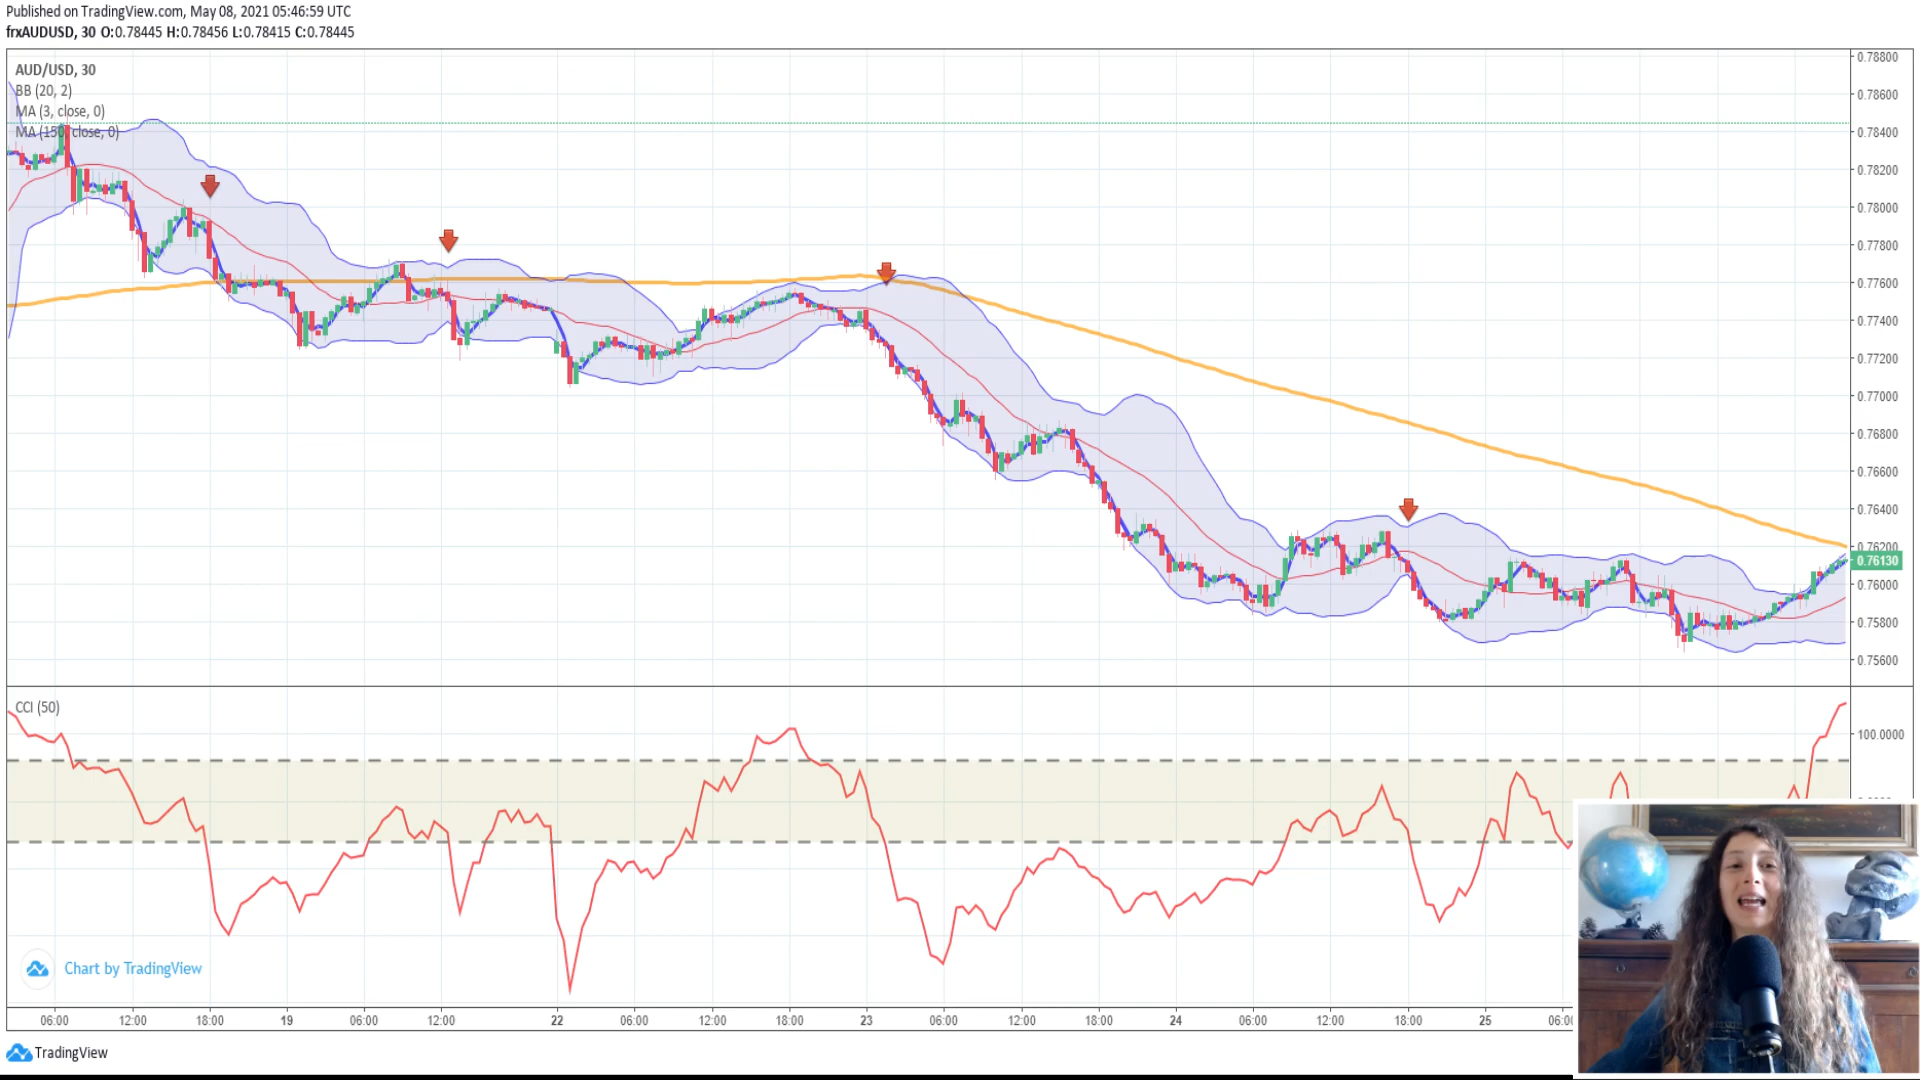 Published on TradingView.com, May 08, 2021 05:46:59 UTC
frxAUDUSD, 30 O:0.78445 H:0.78456 L:0.78415 C:0.78445
AUD/USD, 30
BB (20, 2)
MA (3, close, 0)
MA (150, close, 0)
0.78800
0.78600
0.78400
0.78200
0.78000
0.77800
0.77600
0.77400
0.77200
0.77000
0.76800
0.76600
0.76400
0.76200
0.76130
0.76000
0.75800
0.75600
CCI (50)
100.0000
Chart by TradingView
06:00 12:00 18:00 19 06:00 12:00 22 06:00 12:00 18:00 23 06:00 12:00 18:00 24 06:00 12:00 18:00 25
TradingView